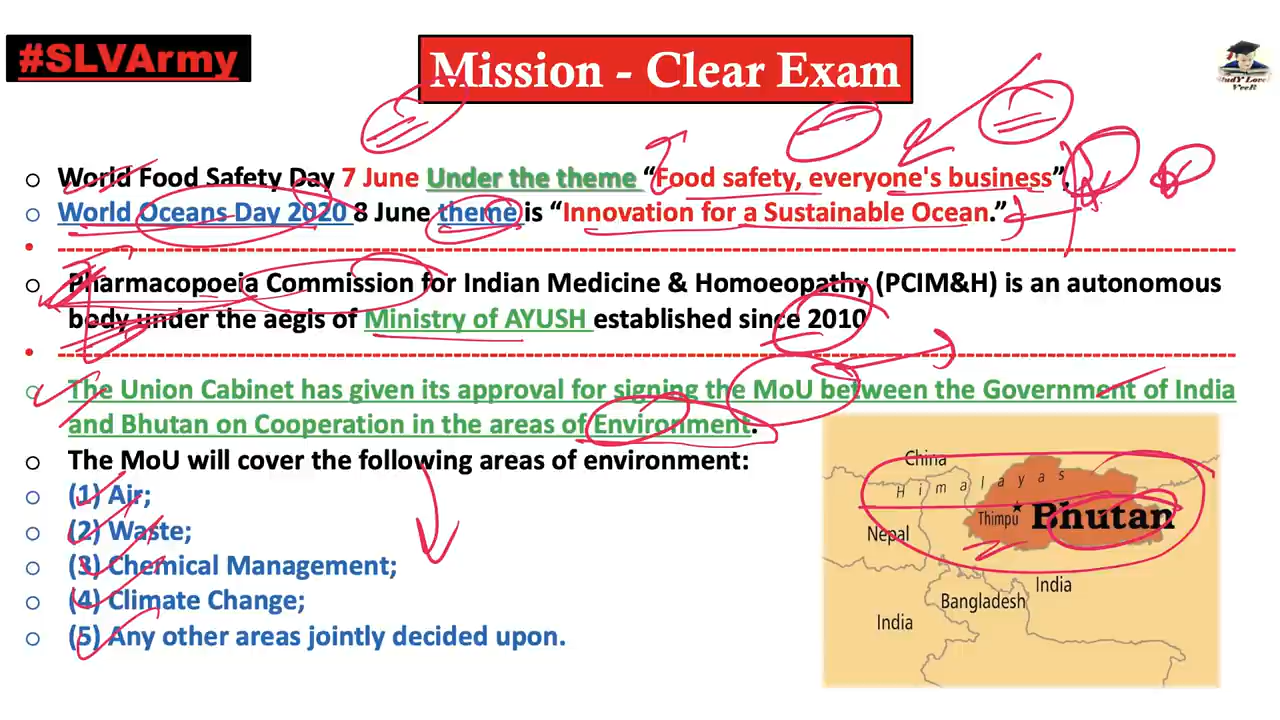 #SLVArmy
Mission - Clear Exam
StudY Lover
VeeR
World Food Safety Day 7 June Under the theme “Food safety, everyone's business”,
World Oceans Day 2020 8 June theme is “Innovation for a Sustainable Ocean.”
Pharmacopoeia Commission for Indian Medicine & Homoeopathy (PCIM&H) is an autonomous
body under the aegis of Ministry of AYUSH established since 2010
The Union Cabinet has given its approval for signing the MoU between the Government of India
and Bhutan on Cooperation in the areas of Environment.
The MoU will cover the following areas of environment:
(1) Air;
(2) Waste;
(3) Chemical Management;
(4) Climate Change;
(5) Any other areas jointly decided upon.
China
Himalayas
Thimpu
Bhutan
Nepal
India
Bangladesh
India